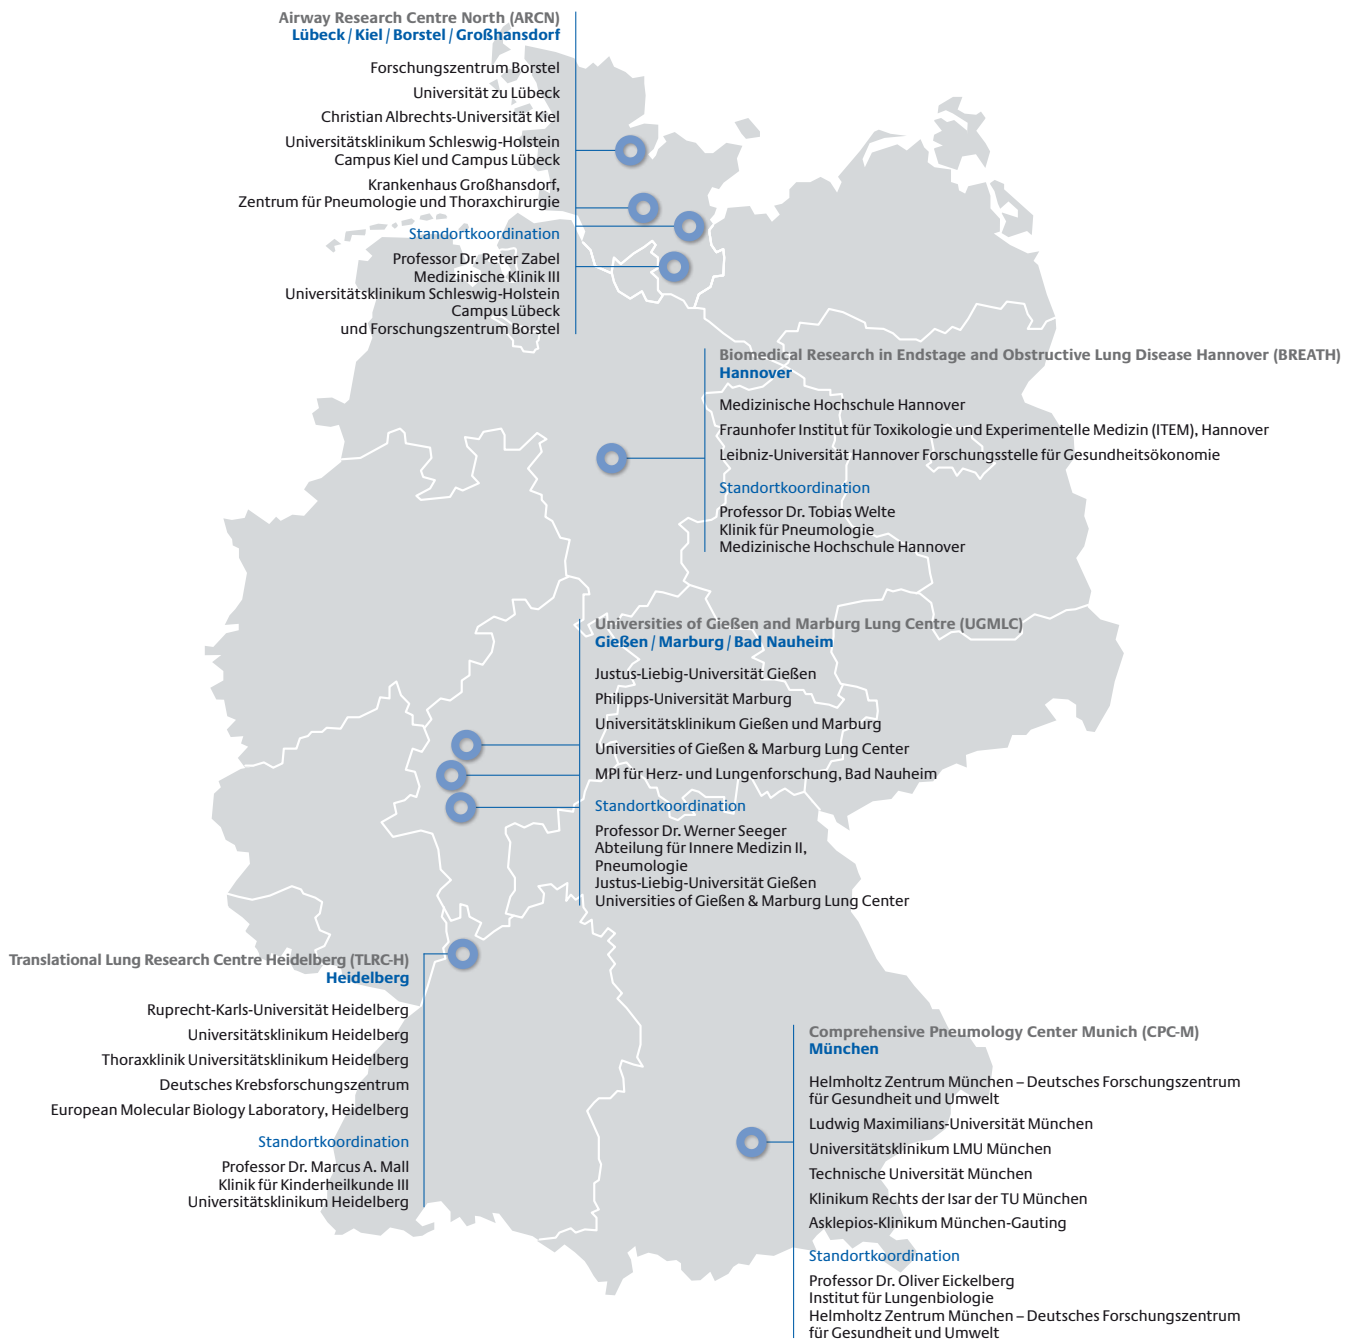 Airway Research Centre North (ARCN)
Lübeck / Kiel / Borstel / Großhansdorf
Forschungszentrum Borstel
Universität zu Lübeck
Christian Albrechts-Universität Kiel
Universitätsklinikum Schleswig-Holstein
Campus Kiel und Campus Lübeck
Krankenhaus Großhansdorf,
Zentrum für Pneumologie und Thoraxchirurgie
Standortkoordination
Professor Dr. Peter Zabel
Medizinische Klinik III
Universitätsklinikum Schleswig-Holstein
Campus Lübeck
und Forschungszentrum Borstel
Biomedical Research in Endstage and Obstructive Lung Disease Hannover (BREATH)
Hannover
Medizinische Hochschule Hannover
Fraunhofer Institut für Toxikologie und Experimentelle Medizin (ITEM), Hannover
Leibniz-Universität Hannover Forschungsstelle für Gesundheitsökonomie
Standortkoordination
Professor Dr. Tobias Welte
Klinik für Pneumologie
Medizinische Hochschule Hannover
Universities of Gießen and Marburg Lung Centre (UGMLC)
Gießen / Marburg / Bad Nauheim
Justus-Liebig-Universität Gießen
Philipps-Universität Marburg
Universitätsklinikum Gießen und Marburg
Universities of Gießen & Marburg Lung Center
MPI für Herz- und Lungenforschung, Bad Nauheim
Standortkoordination
Professor Dr. Werner Seeger
Abteilung für Innere Medizin II,
Pneumologie
Justus-Liebig-Universität Gießen
Universities of Gießen & Marburg Lung Center
Translational Lung Research Centre Heidelberg (TLRC-H)
Heidelberg
Ruprecht-Karls-Universität Heidelberg
Universitätsklinikum Heidelberg
Thoraxklinik Universitätsklinikum Heidelberg
Deutsches Krebsforschungszentrum
European Molecular Biology Laboratory, Heidelberg
Standortkoordination
Professor Dr. Marcus A. Mall
Klinik für Kinderheilkunde III
Universitätsklinikum Heidelberg
Comprehensive Pneumology Center Munich (CPC-M)
München
Helmholtz Zentrum München – Deutsches Forschungszentrum
für Gesundheit und Umwelt
Ludwig Maximilians-Universität München
Universitätsklinikum LMU München
Technische Universität München
Klinikum Rechts der Isar der TU München
Asklepios-Klinikum München-Gauting
Standortkoordination
Professor Dr. Oliver Eickelberg
Institut für Lungenbiologie
Helmholtz Zentrum München – Deutsches Forschungszentrum
für Gesundheit und Umwelt